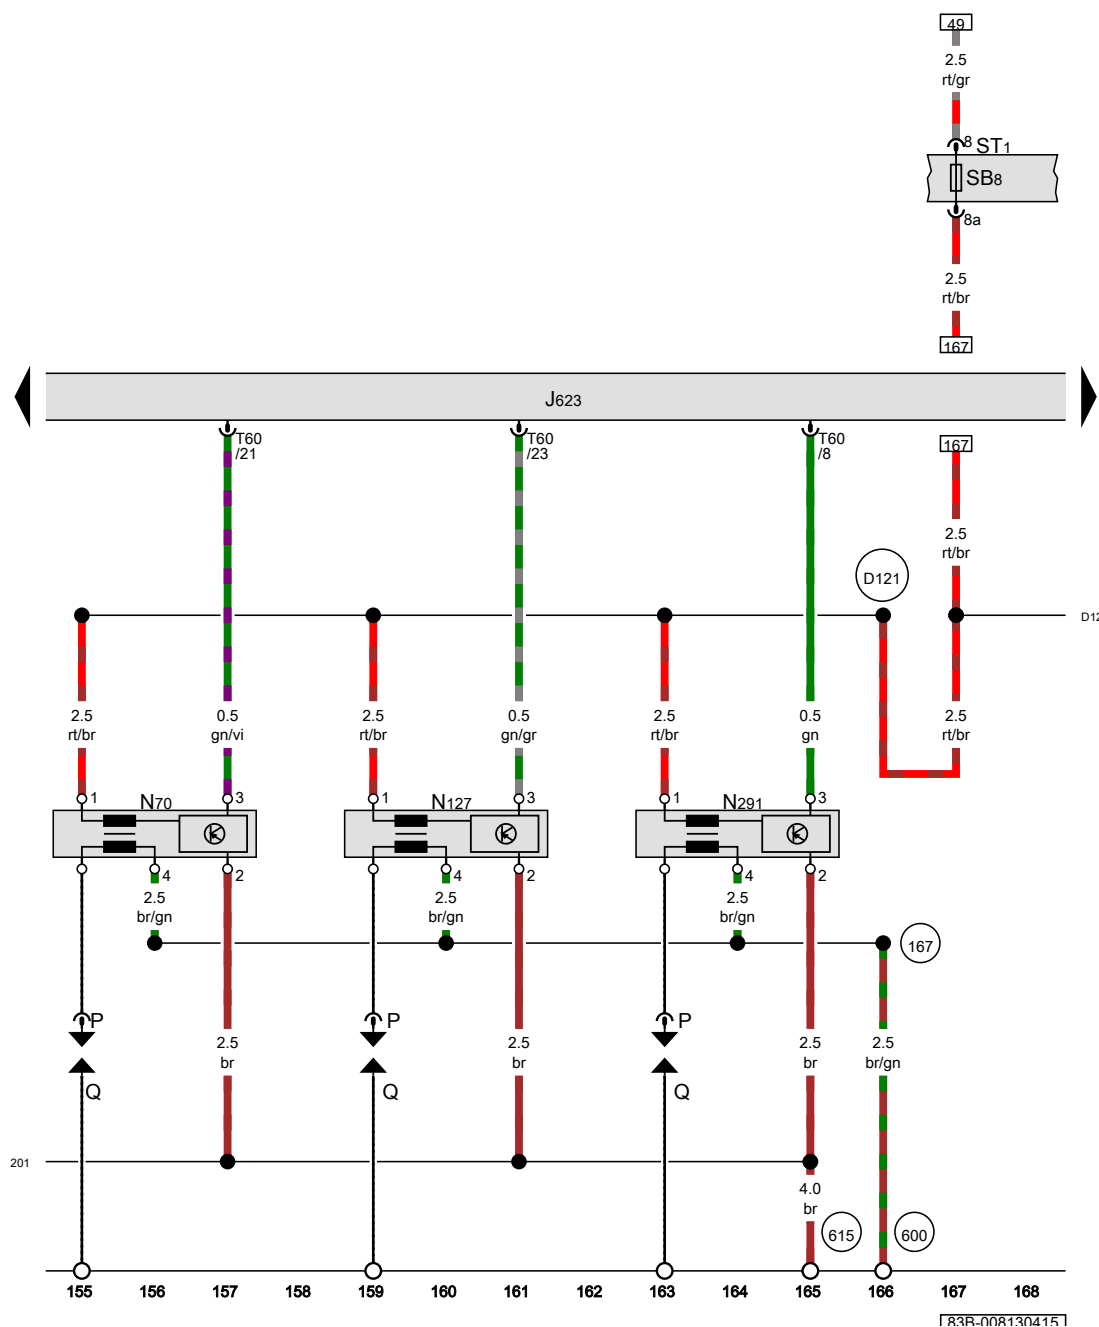 49
2.5
rt/gr
8 ST1
SB8
8a
2.5
rt/br
167
J623
T60
/21
T60
/23
T60
/8
167
2.5
rt/br
D121
D12
2.5
rt/br
0.5
gn/vi
2.5
rt/br
0.5
gn/gr
2.5
rt/br
0.5
gn
2.5
rt/br
1 N70 3
1 N127 3
1 N291 3
4 2
4 2
4 2
2.5
br/gn
2.5
br/gn
2.5
br/gn
167
P
P
P
2.5
br
2.5
br
2.5
br
2.5
br/gn
Q
Q
Q
201
4.0
br
615
600
155 156 157 158 159 160 161 162 163 164 165 166 167 168
83B-008130415